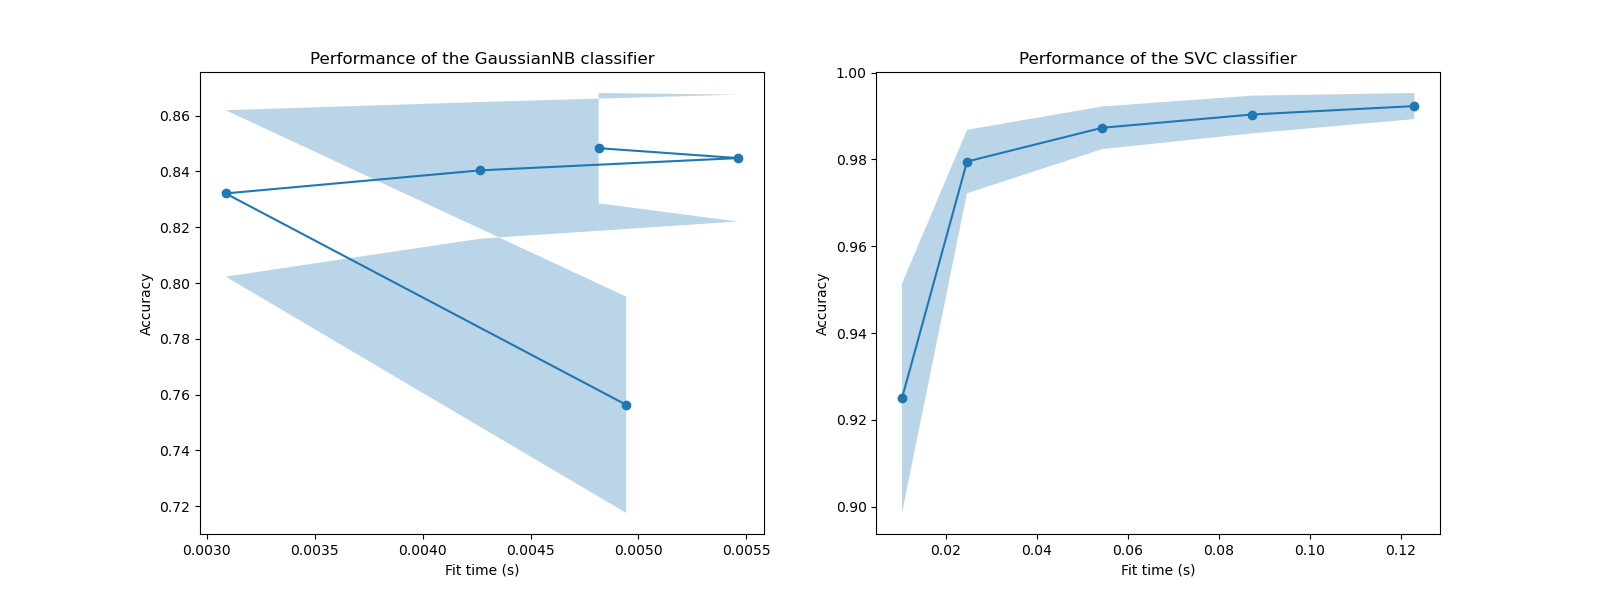 Performance of the GaussianNB classifier
0.86
0.84
0.82
0.80
0.78
0.76
0.74
0.72
Accuracy
0.0030 0.0035 0.0040 0.0045 0.0050 0.0055
Fit time (s)
Performance of the SVC classifier
1.00
0.98
0.96
0.94
0.92
0.90
Accuracy
0.02 0.04 0.06 0.08 0.10 0.12
Fit time (s)